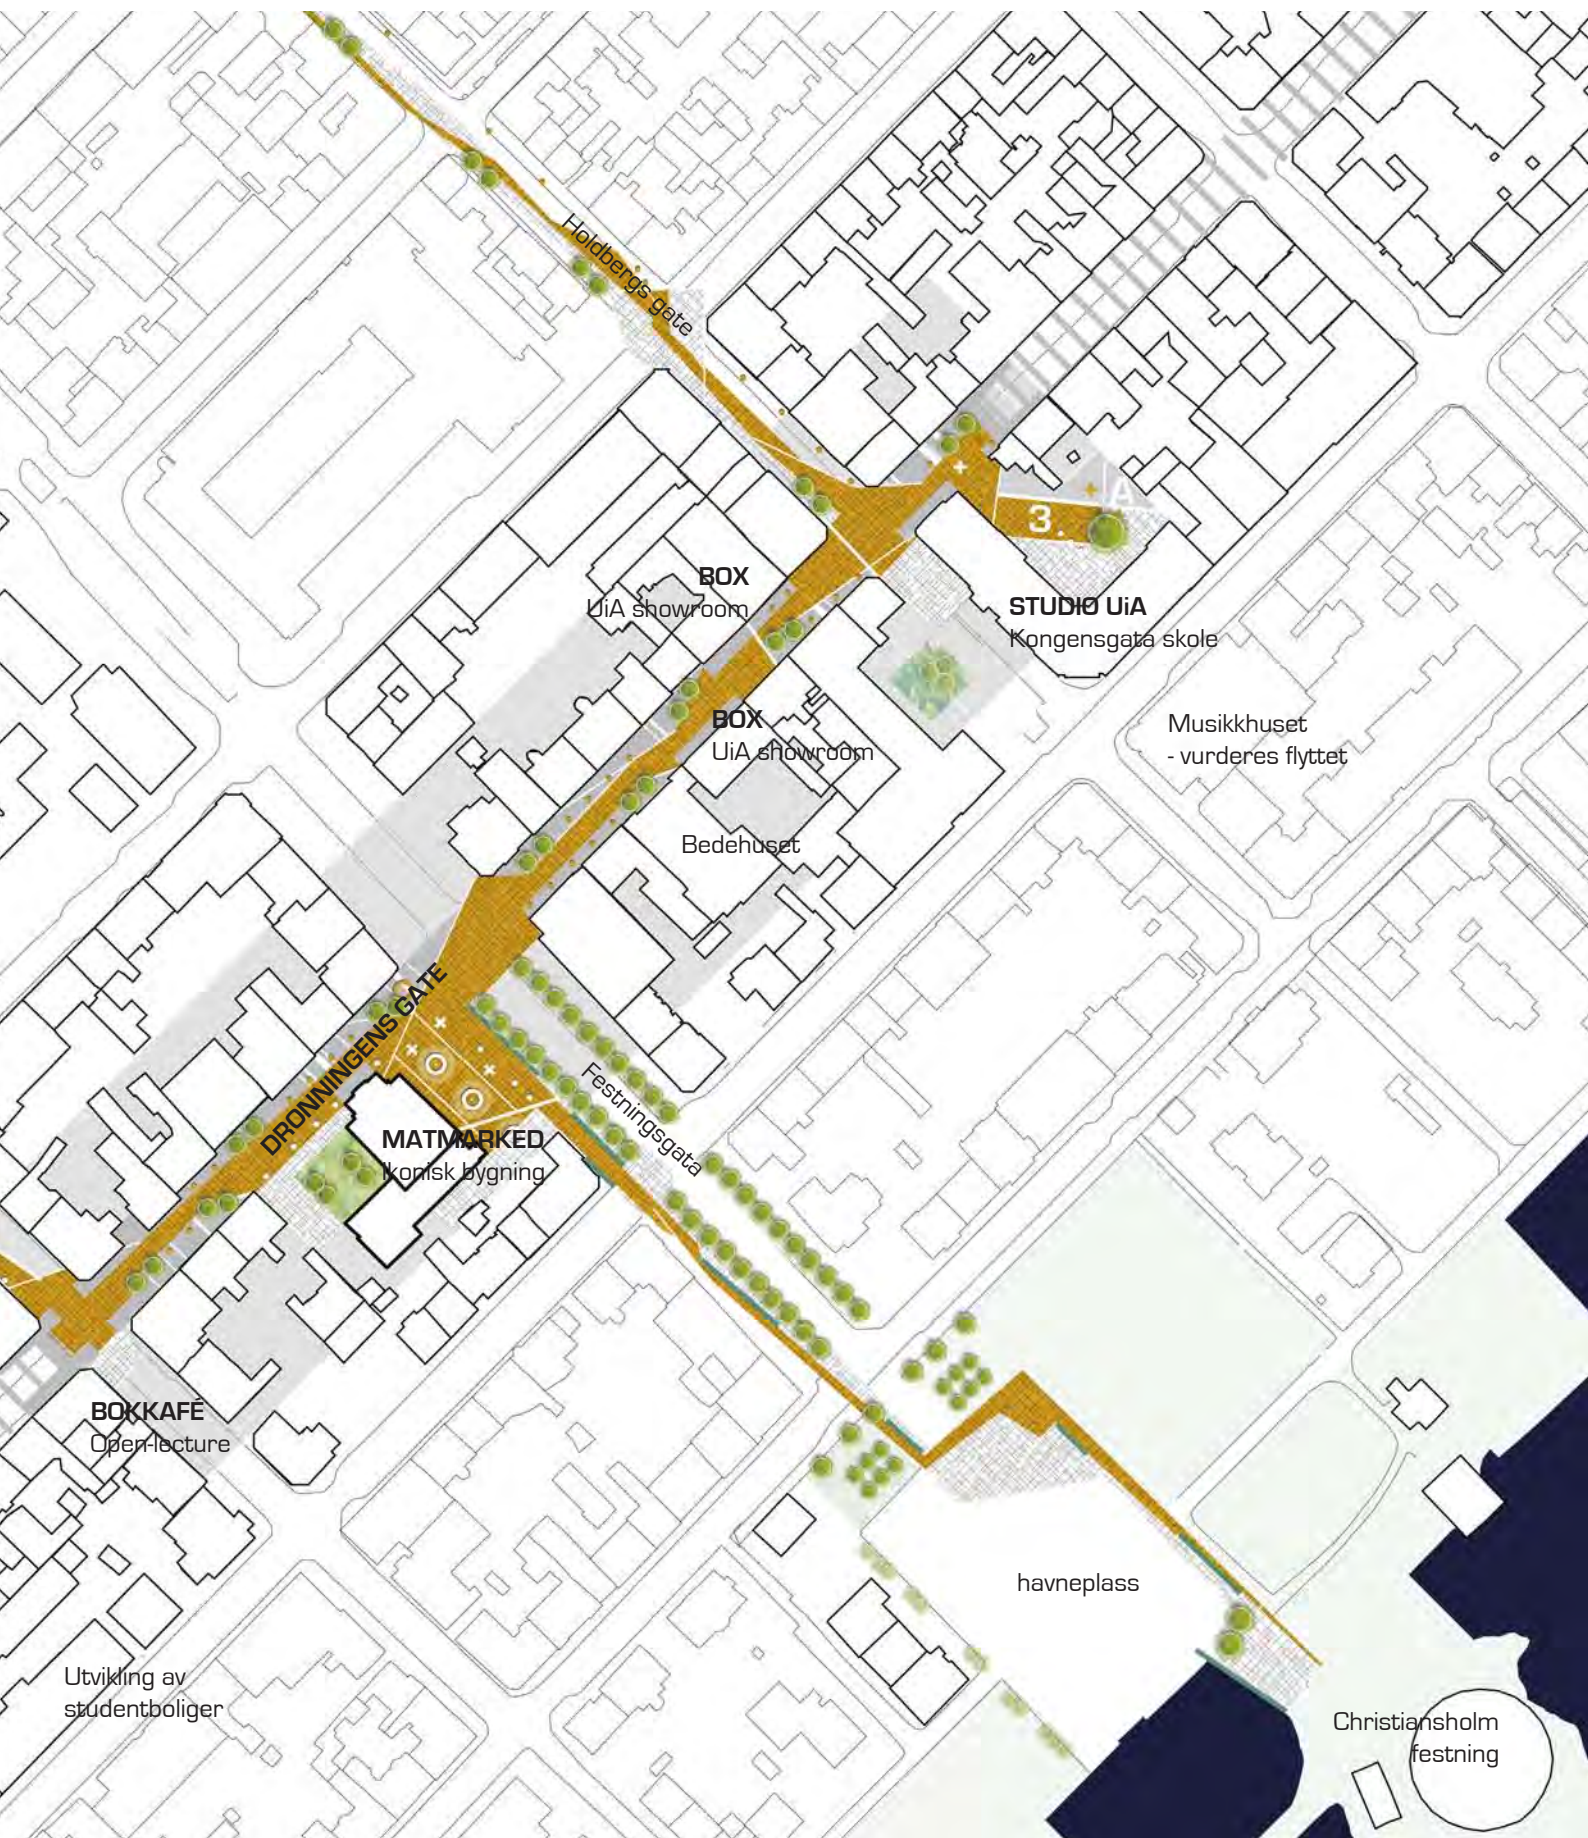 Holdbergs gate
A
3
BOX
UiA showroom
STUDIO UiA
Kongensgata skole
BOX
UiA showroom
Musikkhuset
- vurderes flyttet
Bedehuset
DRONNINGENS GATE
Festningsgata
MATMARKED
Ikonisk bygning
BOKKAFÉ
Open-lecture
havneplass
Utvikling av
studentboliger
Christiansholm
festning